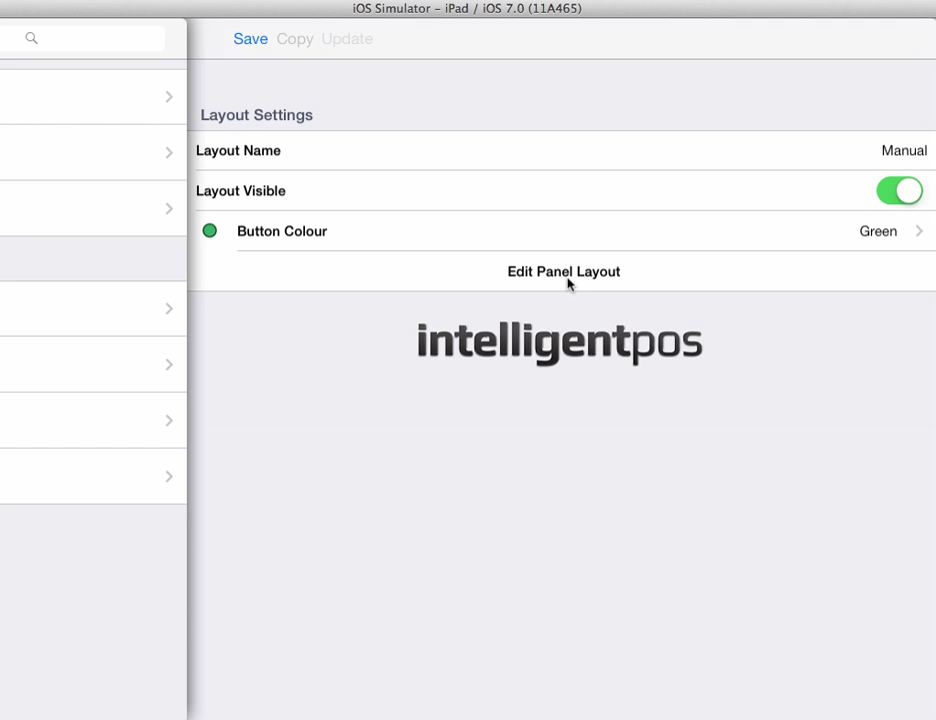 iOS Simulator – iPad / iOS 7.0 (11A465)
Save Copy Update
Layout Settings
Layout Name Manual
Layout Visible
Button Colour Green
Edit Panel Layout
intelligentpos